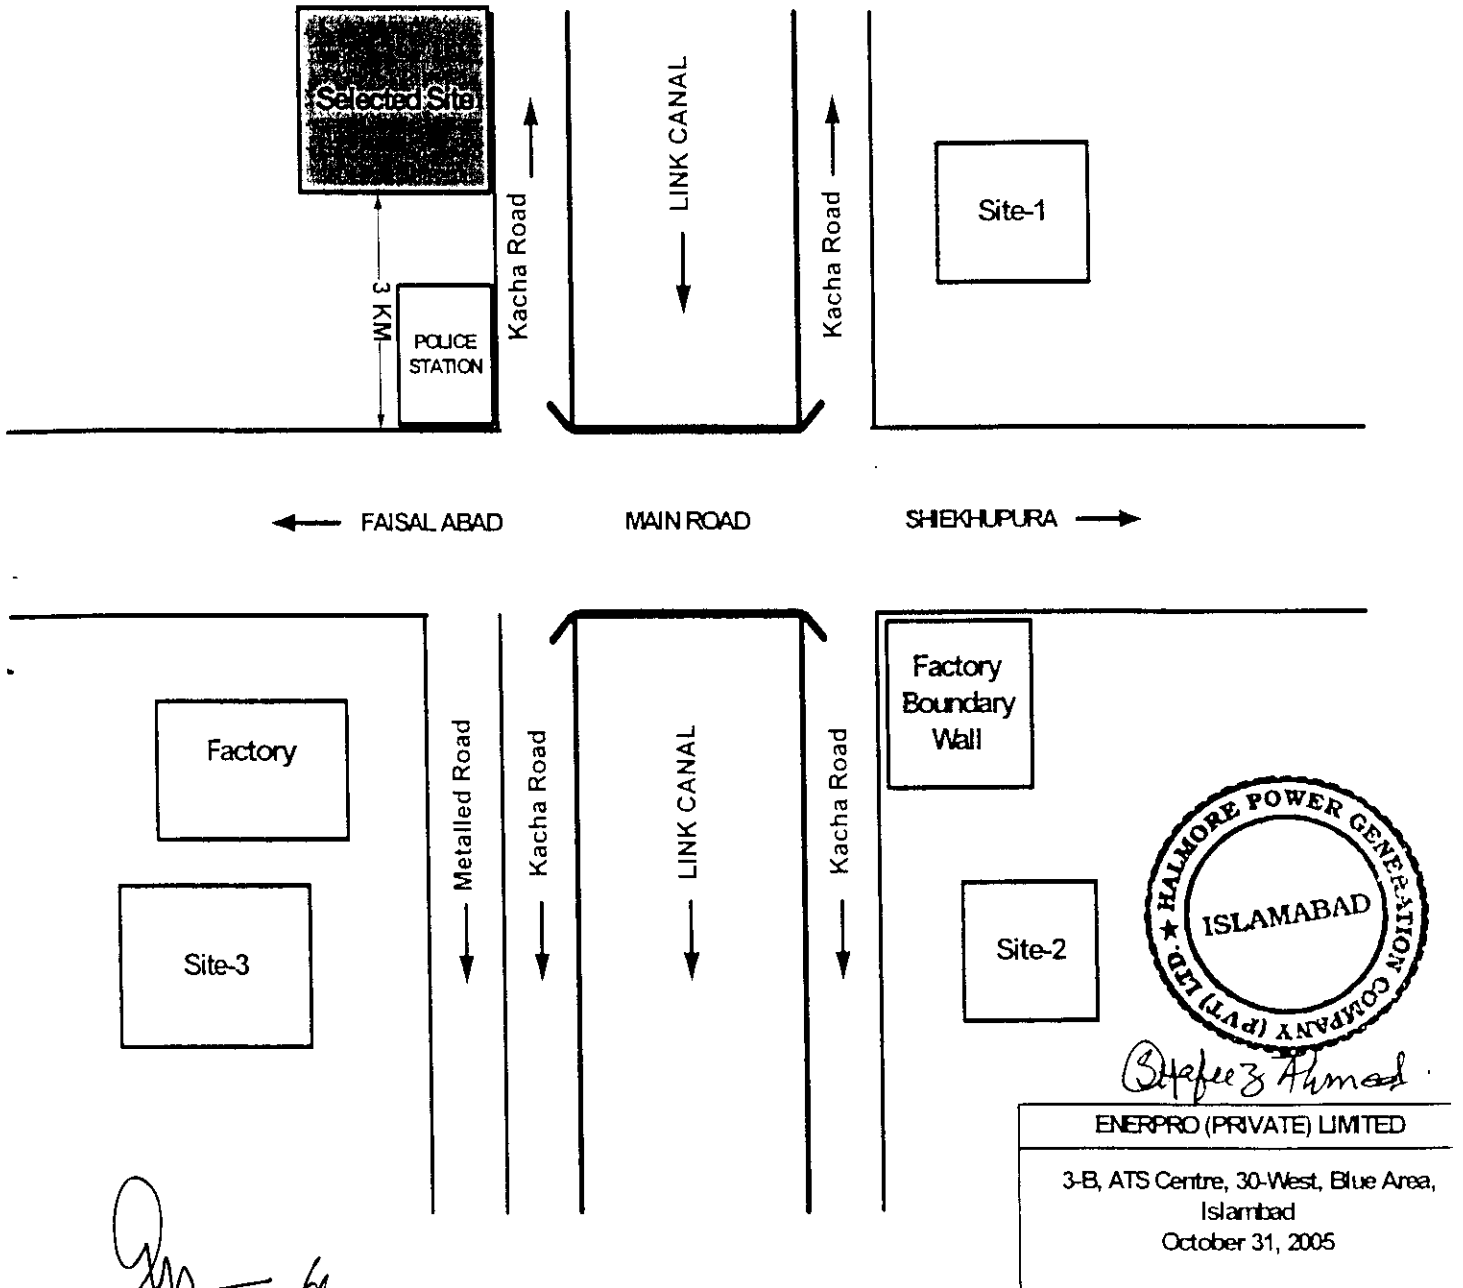 Selected Site
Kacha Road
LINK CANAL
Kacha Road
Site-1
3 KM
POLICE
STATION
FAISAL ABAD
MAIN ROAD
SHIEKHUPURA
Factory
Metalled Road
Kacha Road
LINK CANAL
Kacha Road
Factory
Boundary
Wall
Site-3
Site-2
HALMORE POWER GENERATION COMPANY (PVT) LTD. ★
ISLAMABAD
ENERPRO (PRIVATE) LIMITED
3-B, ATS Centre, 30-West, Blue Area,
Islambad
October 31, 2005